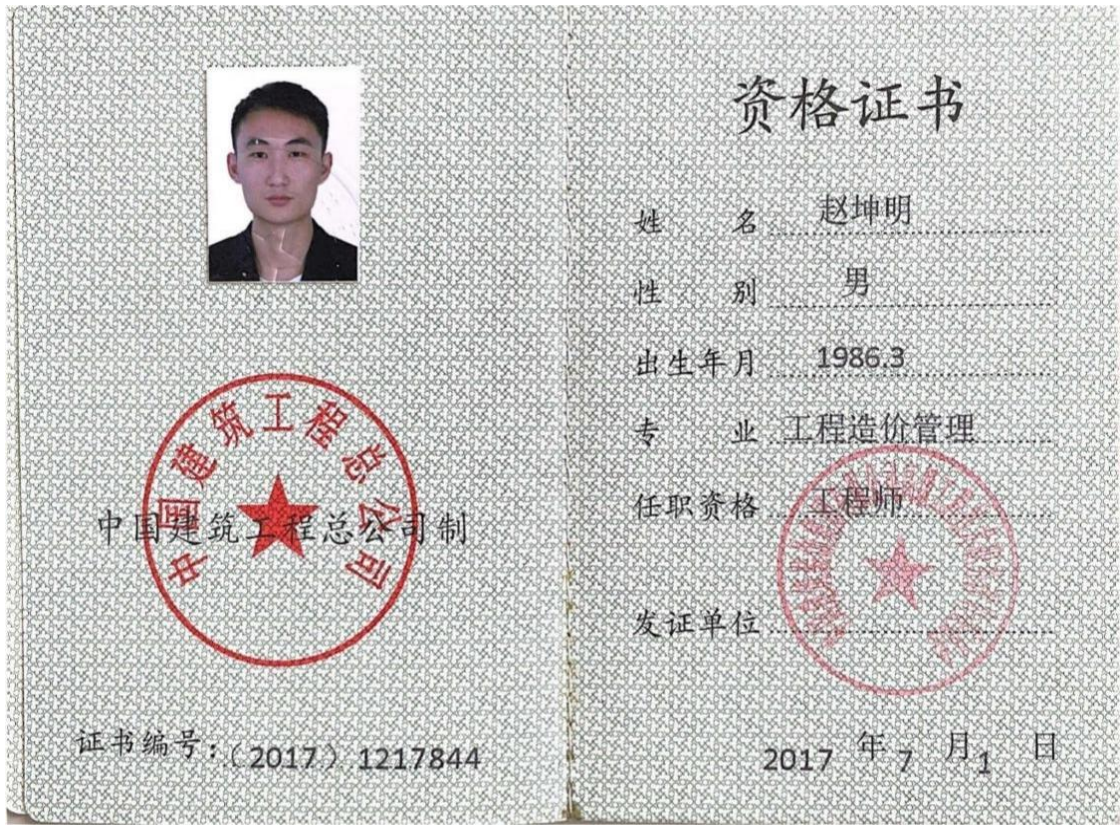 中国建筑工程总公司
中国建筑工程总公司制
证书编号:(2017)1217844
资格证书
姓 名 赵坤明
性 别 男
出生年月 1986.3
专 业 工程造价管理
任职资格 工程师
发证单位
2017 年 7 月 1 日